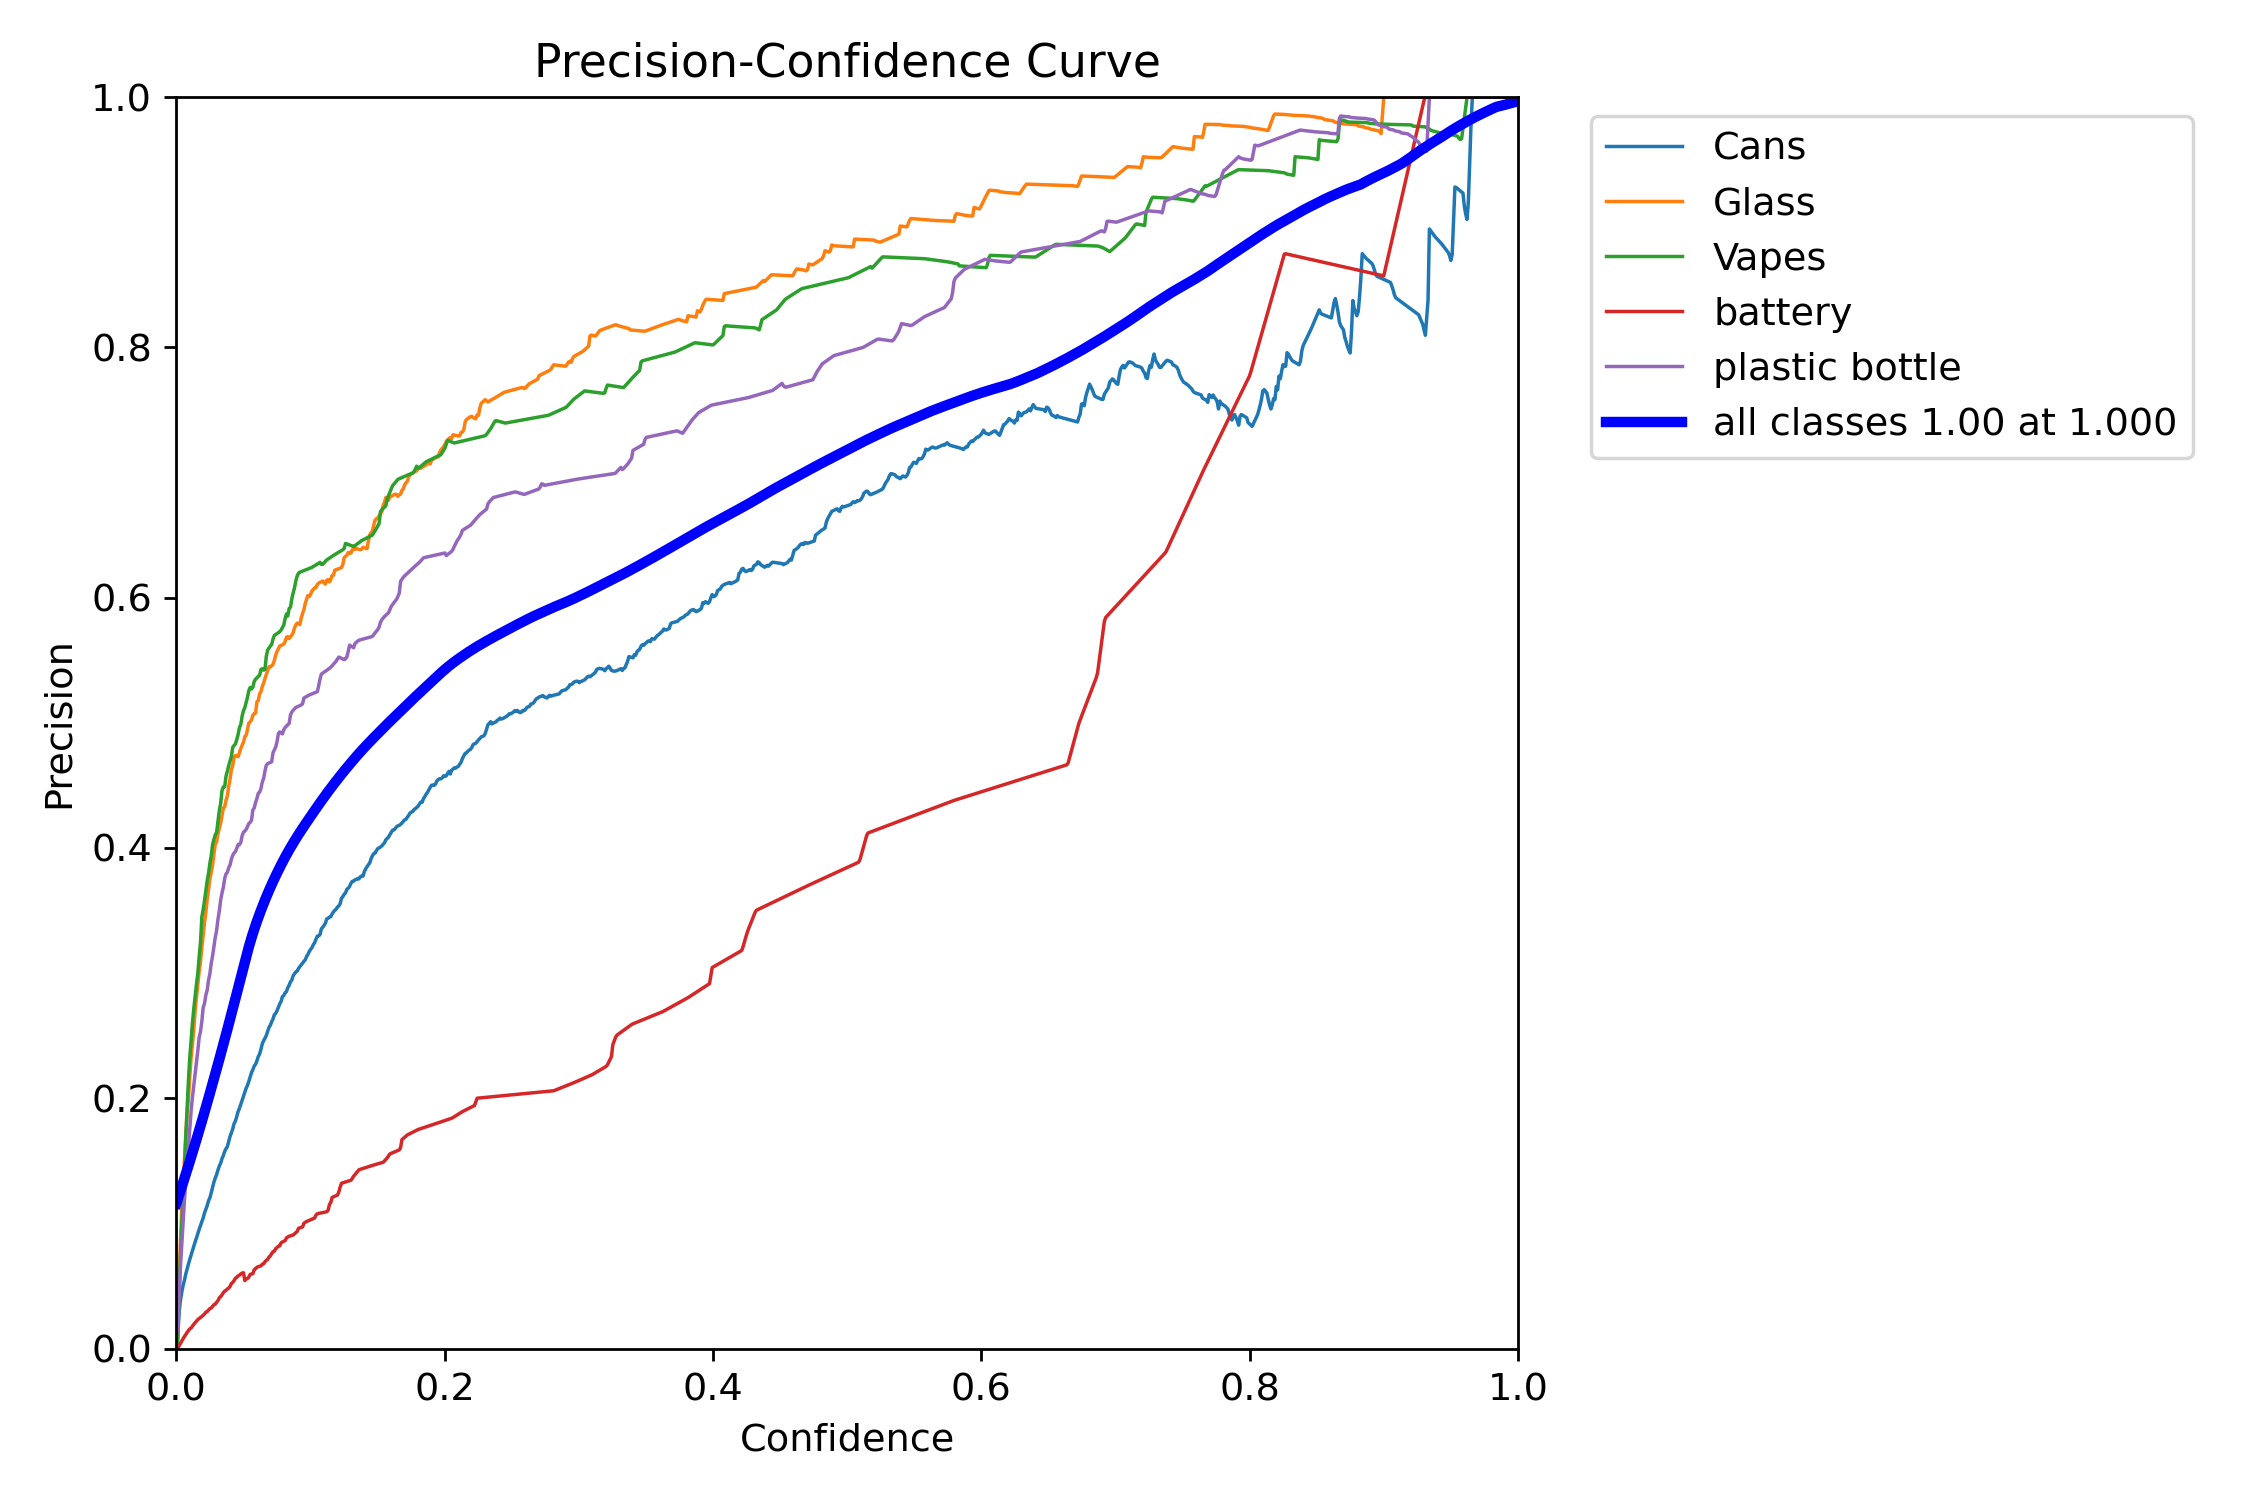 Precision-Confidence Curve
1.0
0.8
0.6
0.4
0.2
0.0
Precision
0.0 0.2 0.4 0.6 0.8 1.0
Confidence
Cans
Glass
Vapes
battery
plastic bottle
all classes 1.00 at 1.000